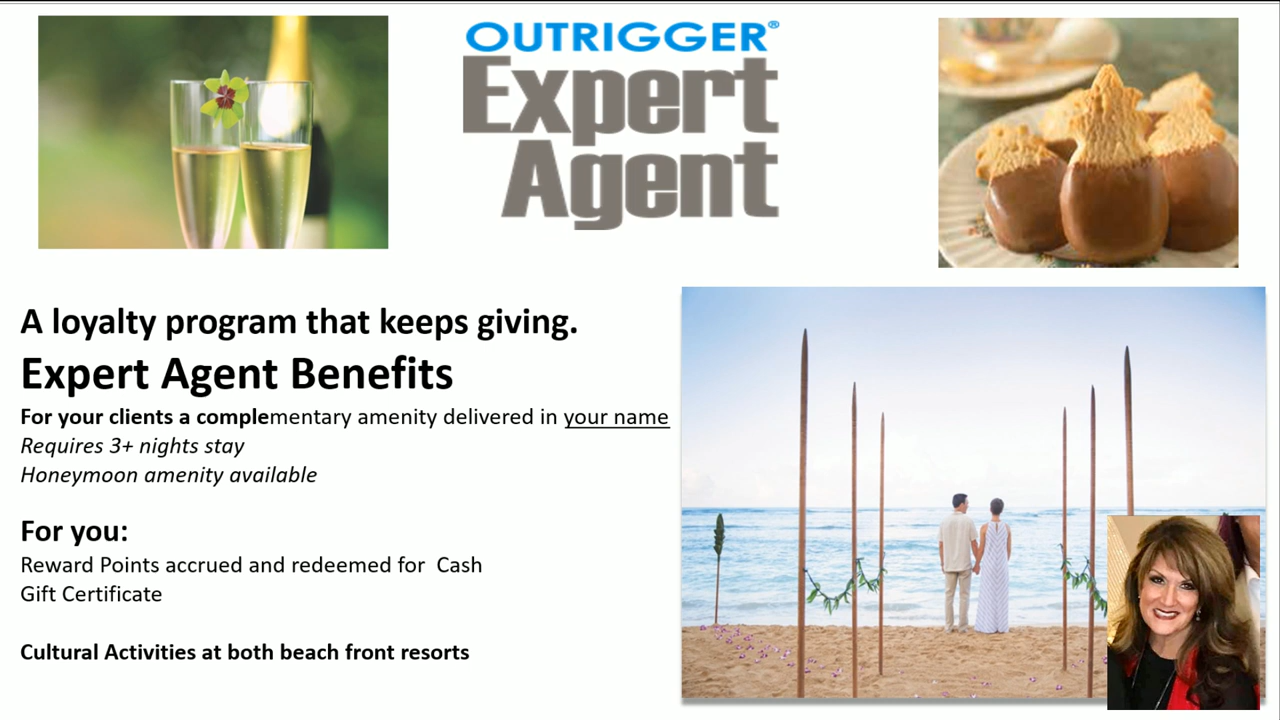 OUTRIGGER®
Expert
Agent
A loyalty program that keeps giving.
Expert Agent Benefits
For your clients a complementary amenity delivered in your name
Requires 3+ nights stay
Honeymoon amenity available
For you:
Reward Points accrued and redeemed for Cash
Gift Certificate
Cultural Activities at both beach front resorts